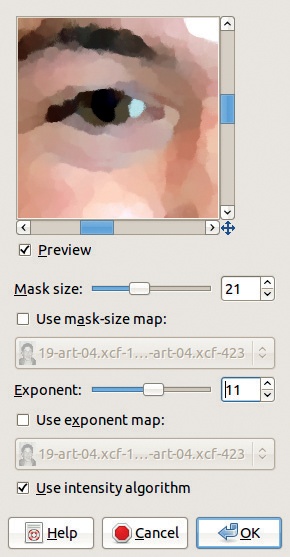 Preview
Mask size: 21
Use mask-size map:
19-art-04.xcf-1...-art-04.xcf-423
Exponent: 11
Use exponent map:
19-art-04.xcf-1...-art-04.xcf-423
Use intensity algorithm
Help Cancel OK